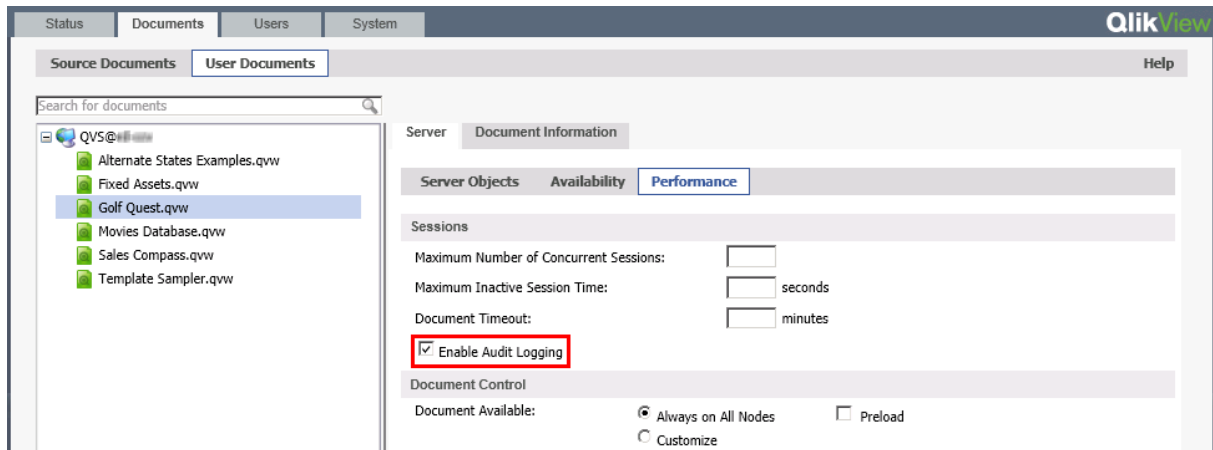 Status Documents Users System QlikView
Source Documents User Documents Help
Search for documents
QVS@
Alternate States Examples.qvw
Fixed Assets.qvw
Golf Quest.qvw
Movies Database.qvw
Sales Compass.qvw
Template Sampler.qvw
Server Document Information
Server Objects Availability Performance
Sessions
Maximum Number of Concurrent Sessions:
Maximum Inactive Session Time: seconds
Document Timeout: minutes
Enable Audit Logging
Document Control
Document Available: Always on All Nodes Preload
Customize